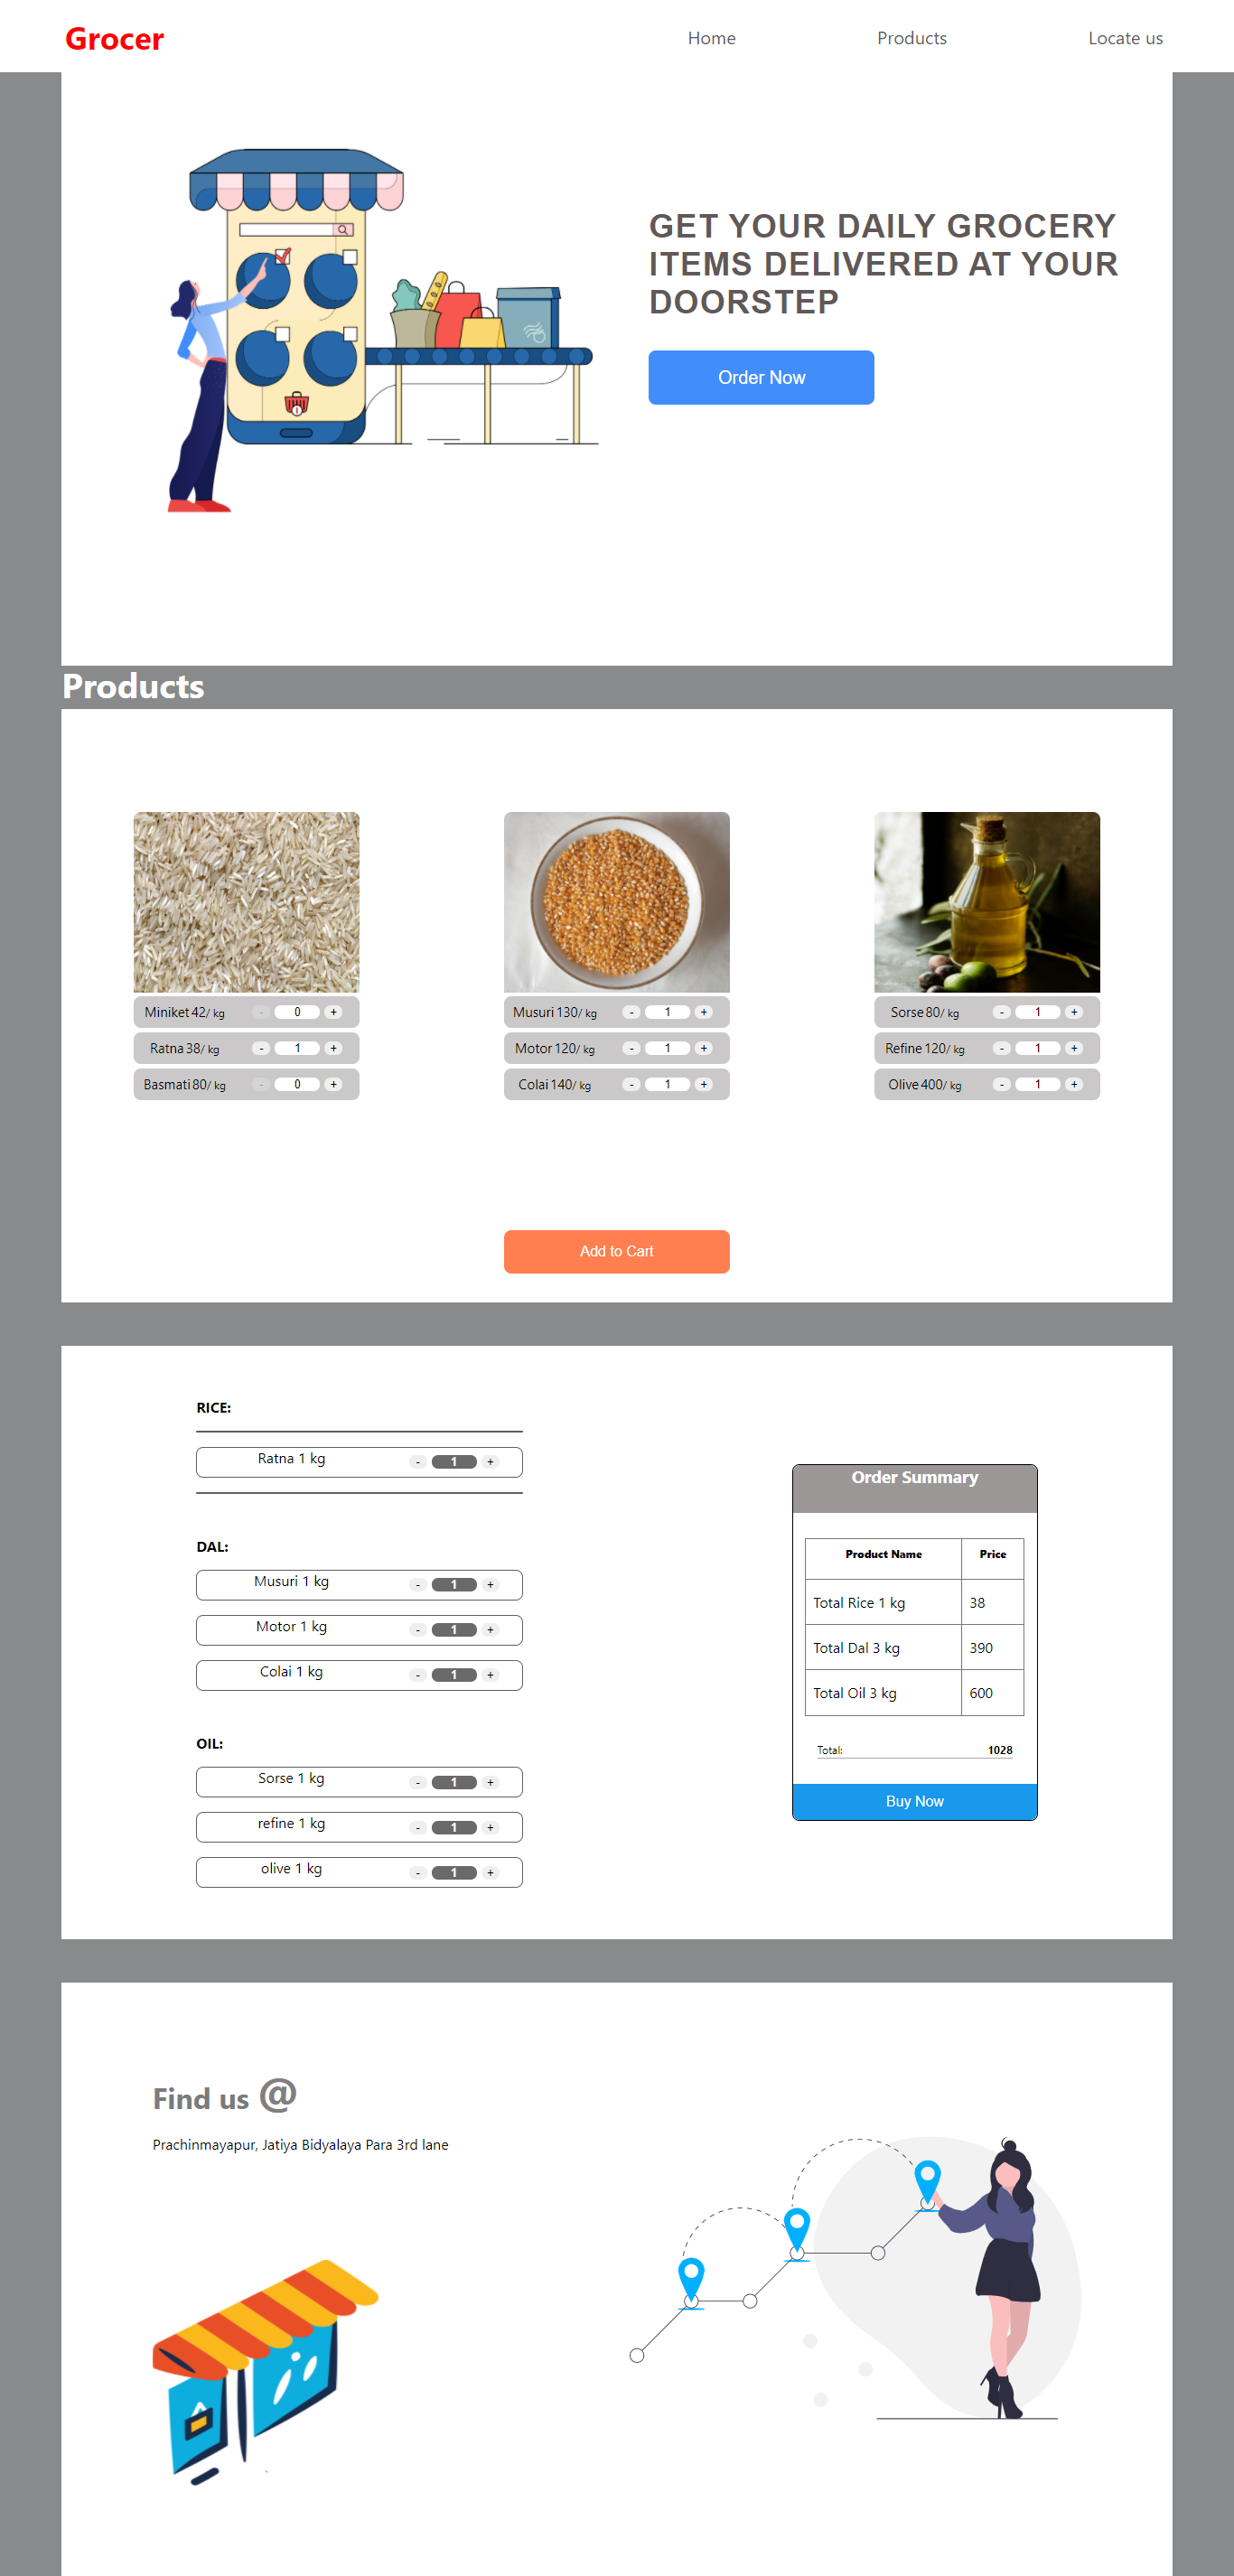 Grocer
Home Products Locate us
GET YOUR DAILY GROCERY
ITEMS DELIVERED AT YOUR
DOORSTEP
Order Now
Products
Miniket 42/ kg - 0 +
Ratna 38/ kg - 1 +
Basmati 80/ kg - 0 +
Musuri 130/ kg - 1 +
Motor 120/ kg - 1 +
Colai 140/ kg - 1 +
Sorse 80/ kg - 1 +
Refine 120/ kg - 1 +
Olive 400/ kg - 1 +
Add to Cart
RICE:
Ratna 1 kg - 1 +
DAL:
Musuri 1 kg - 1 +
Motor 1 kg - 1 +
Colai 1 kg - 1 +
OIL:
Sorse 1 kg - 1 +
refine 1 kg - 1 +
olive 1 kg - 1 +
Order Summary
Product Name Price
Total Rice 1 kg 38
Total Dal 3 kg 390
Total Oil 3 kg 600
Total: 1028
Buy Now
Find us @
Prachinmayapur, Jatiya Bidyalaya Para 3rd lane